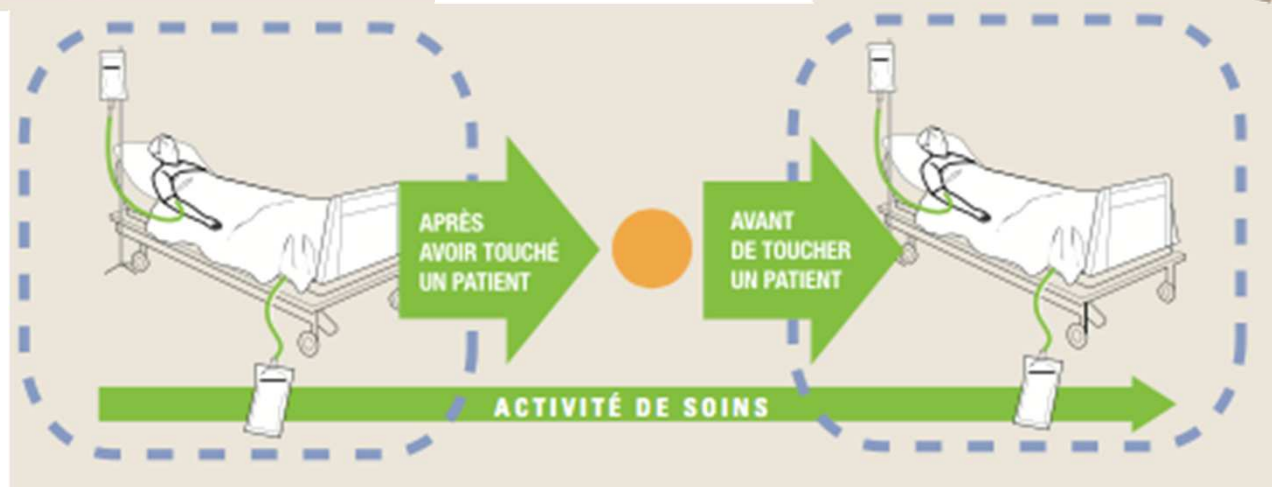 APRÈS
AVOIR TOUCHÉ
UN PATIENT
AVANT
DE TOUCHER
UN PATIENT
ACTIVITÉ DE SOINS